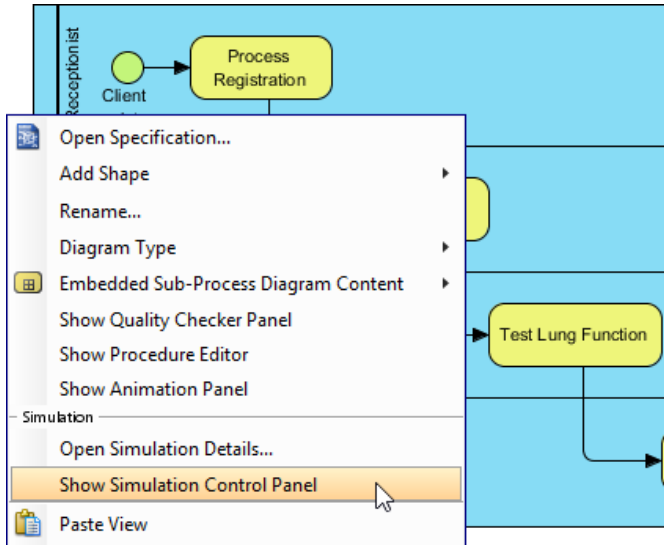 Receptionist
Process
Registration
Client
Open Specification...
Add Shape
Rename...
Diagram Type
Embedded Sub-Process Diagram Content
Show Quality Checker Panel
Show Procedure Editor
Show Animation Panel
Simulation
Open Simulation Details...
Show Simulation Control Panel
Paste View
Test Lung Function